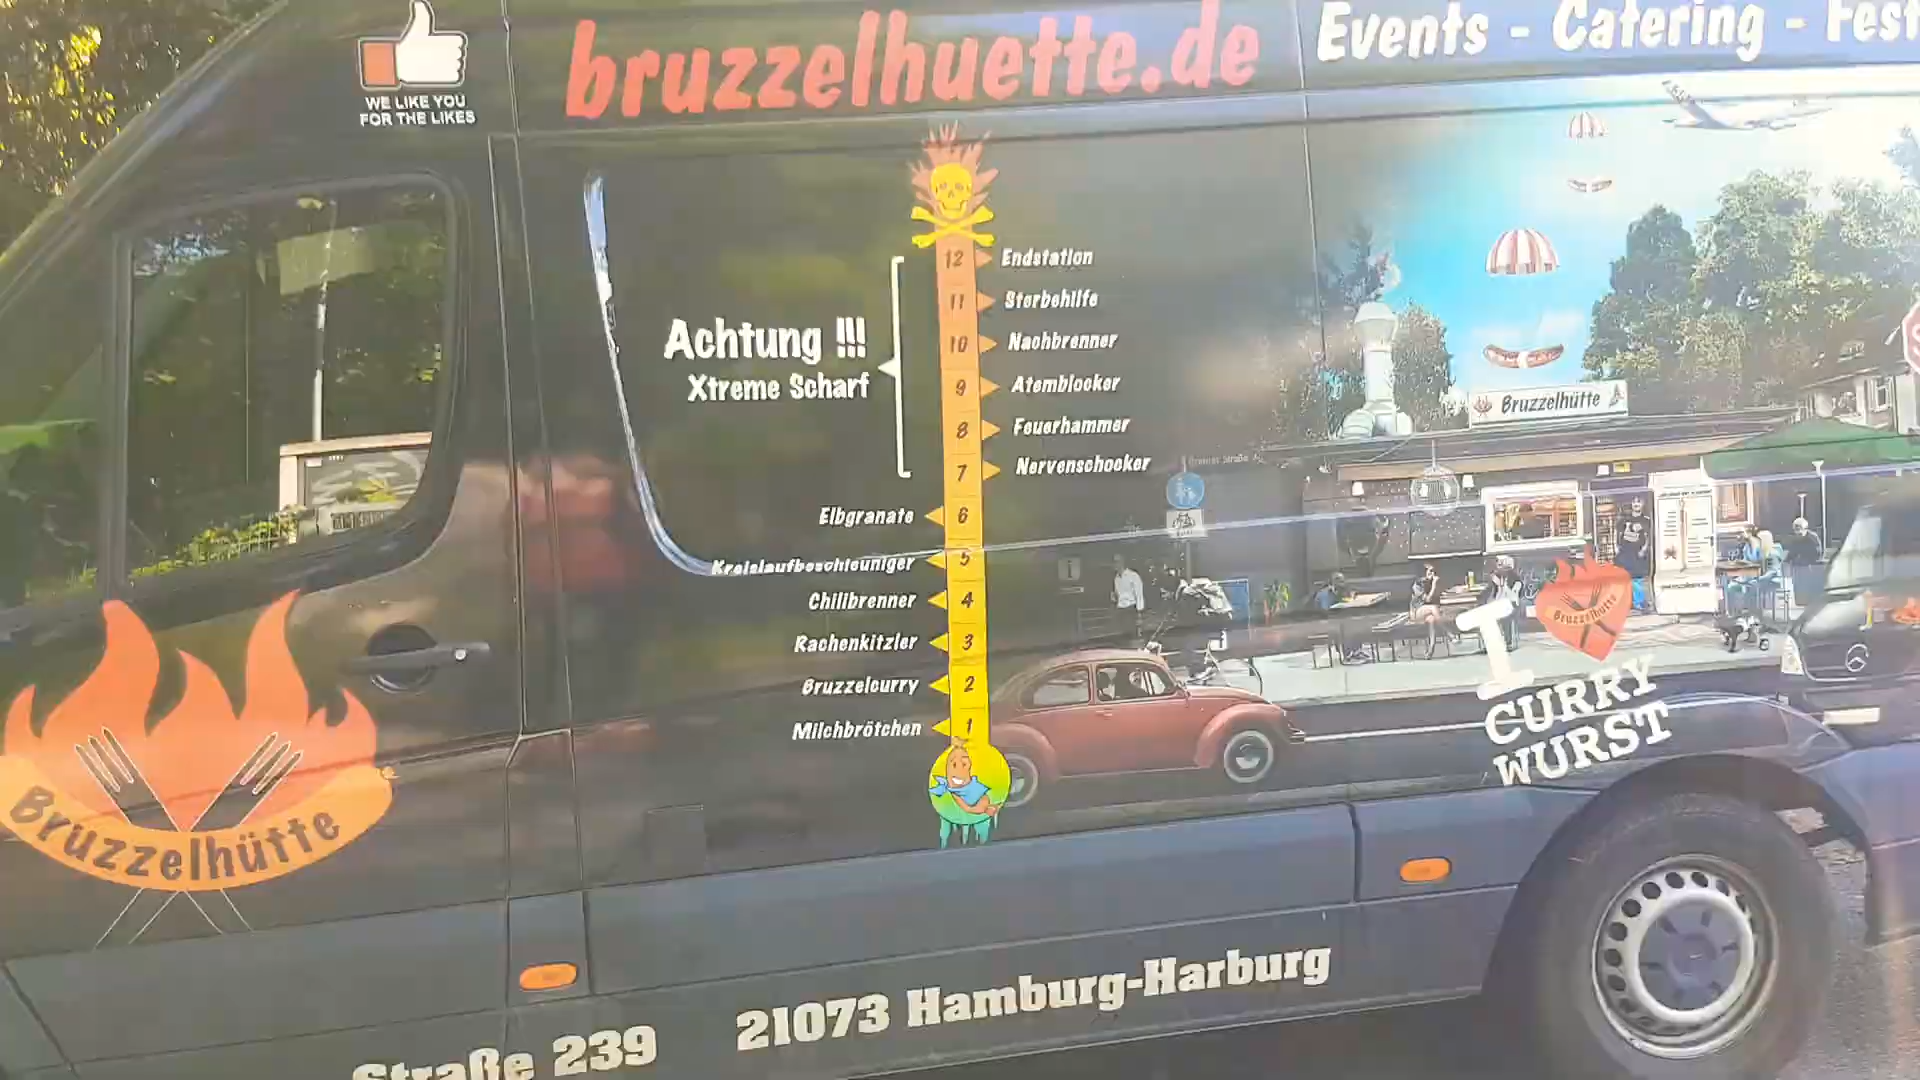 WE LIKE YOU
FOR THE LIKES
bruzzelhuette.de
Events - Catering - Fest
12 Endstation
11 Sterbehilfe
10 Nachbrenner
9 Atemblocker
8 Feuerhammer
7 Nervenschocker
Achtung !!!
Xtreme Scharf
Elbgranate 6
Kreislaufbeschleuniger 5
Chilibrenner 4
Rachenkitzler 3
Bruzzelcurry 2
Milchbrötchen 1
Bruzzelhütte
Bruzzelhütte
I
Bruzzelhütte
CURRY
WURST
Straße 239 21073 Hamburg-Harburg